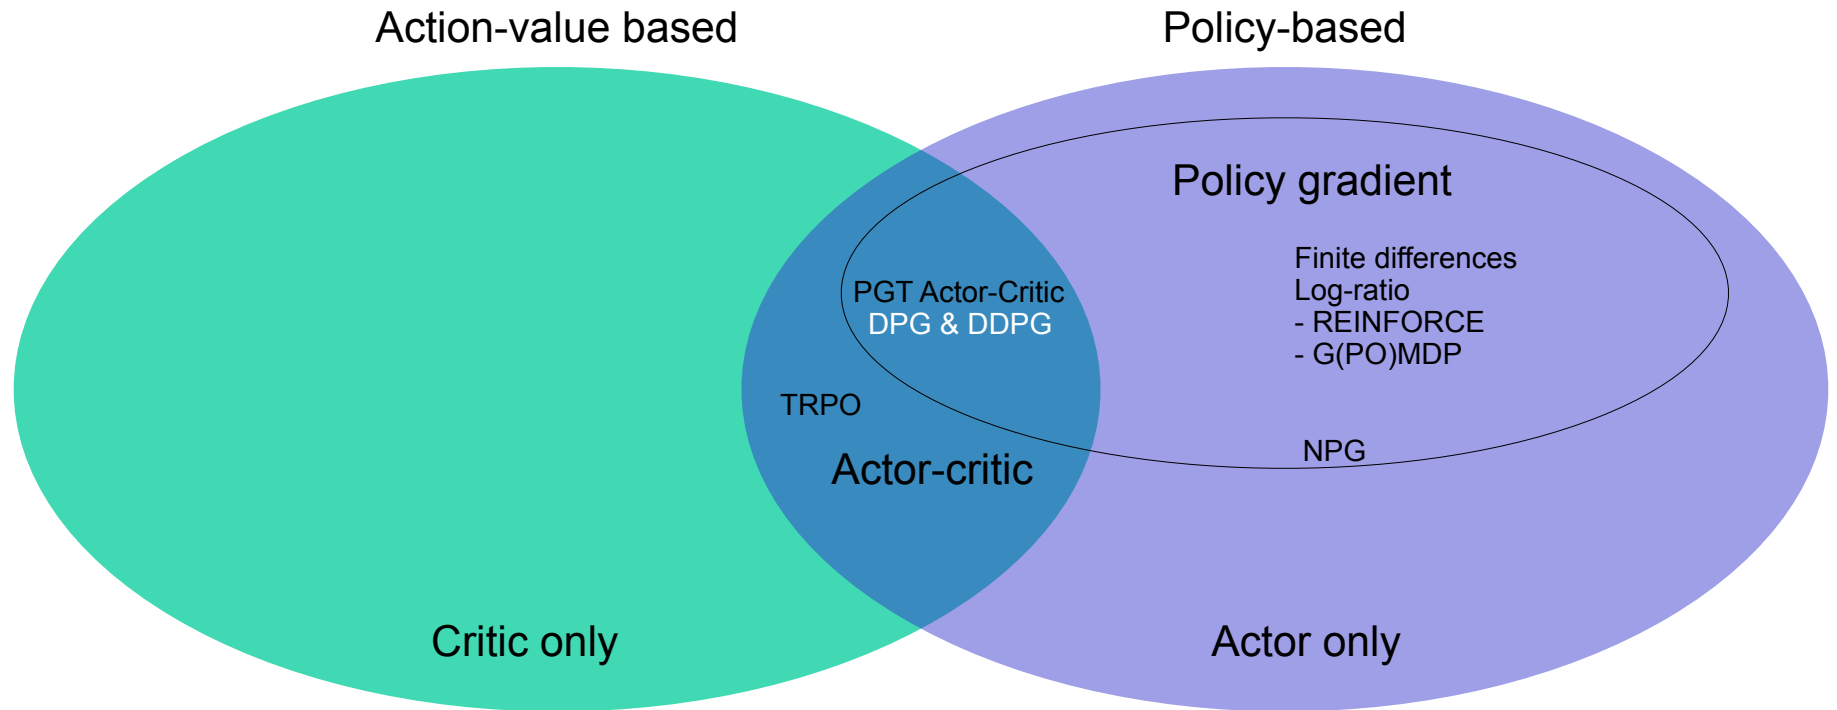 Action-value based
Policy-based
Policy gradient
Finite differences
Log-ratio
- REINFORCE
- G(PO)MDP
PGT Actor-Critic
DPG & DDPG
TRPO
NPG
Actor-critic
Critic only
Actor only